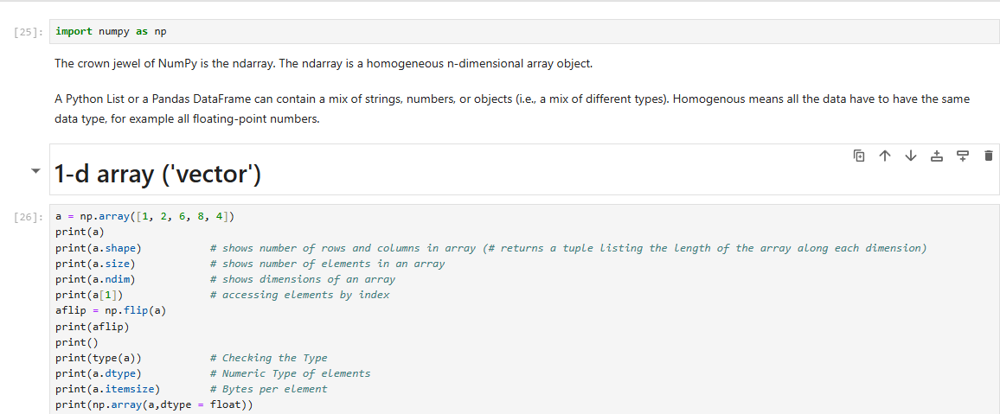 [25]: import numpy as np
The crown jewel of NumPy is the ndarray. The ndarray is a homogeneous n-dimensional array object.
A Python List or a Pandas DataFrame can contain a mix of strings, numbers, or objects (i.e., a mix of different types). Homogenous means all the data have to have the same
data type, for example all floating-point numbers.
1-d array ('vector')
[26]: a = np.array([1, 2, 6, 8, 4])
print(a)
print(a.shape) # shows number of rows and columns in array (# returns a tuple listing the length of the array along each dimension)
print(a.size) # shows number of elements in an array
print(a.ndim) # shows dimensions of an array
print(a[1]) # accessing elements by index
aflip = np.flip(a)
print(aflip)
print()
print(type(a)) # Checking the Type
print(a.dtype) # Numeric Type of elements
print(a.itemsize) # Bytes per element
print(np.array(a,dtype = float))